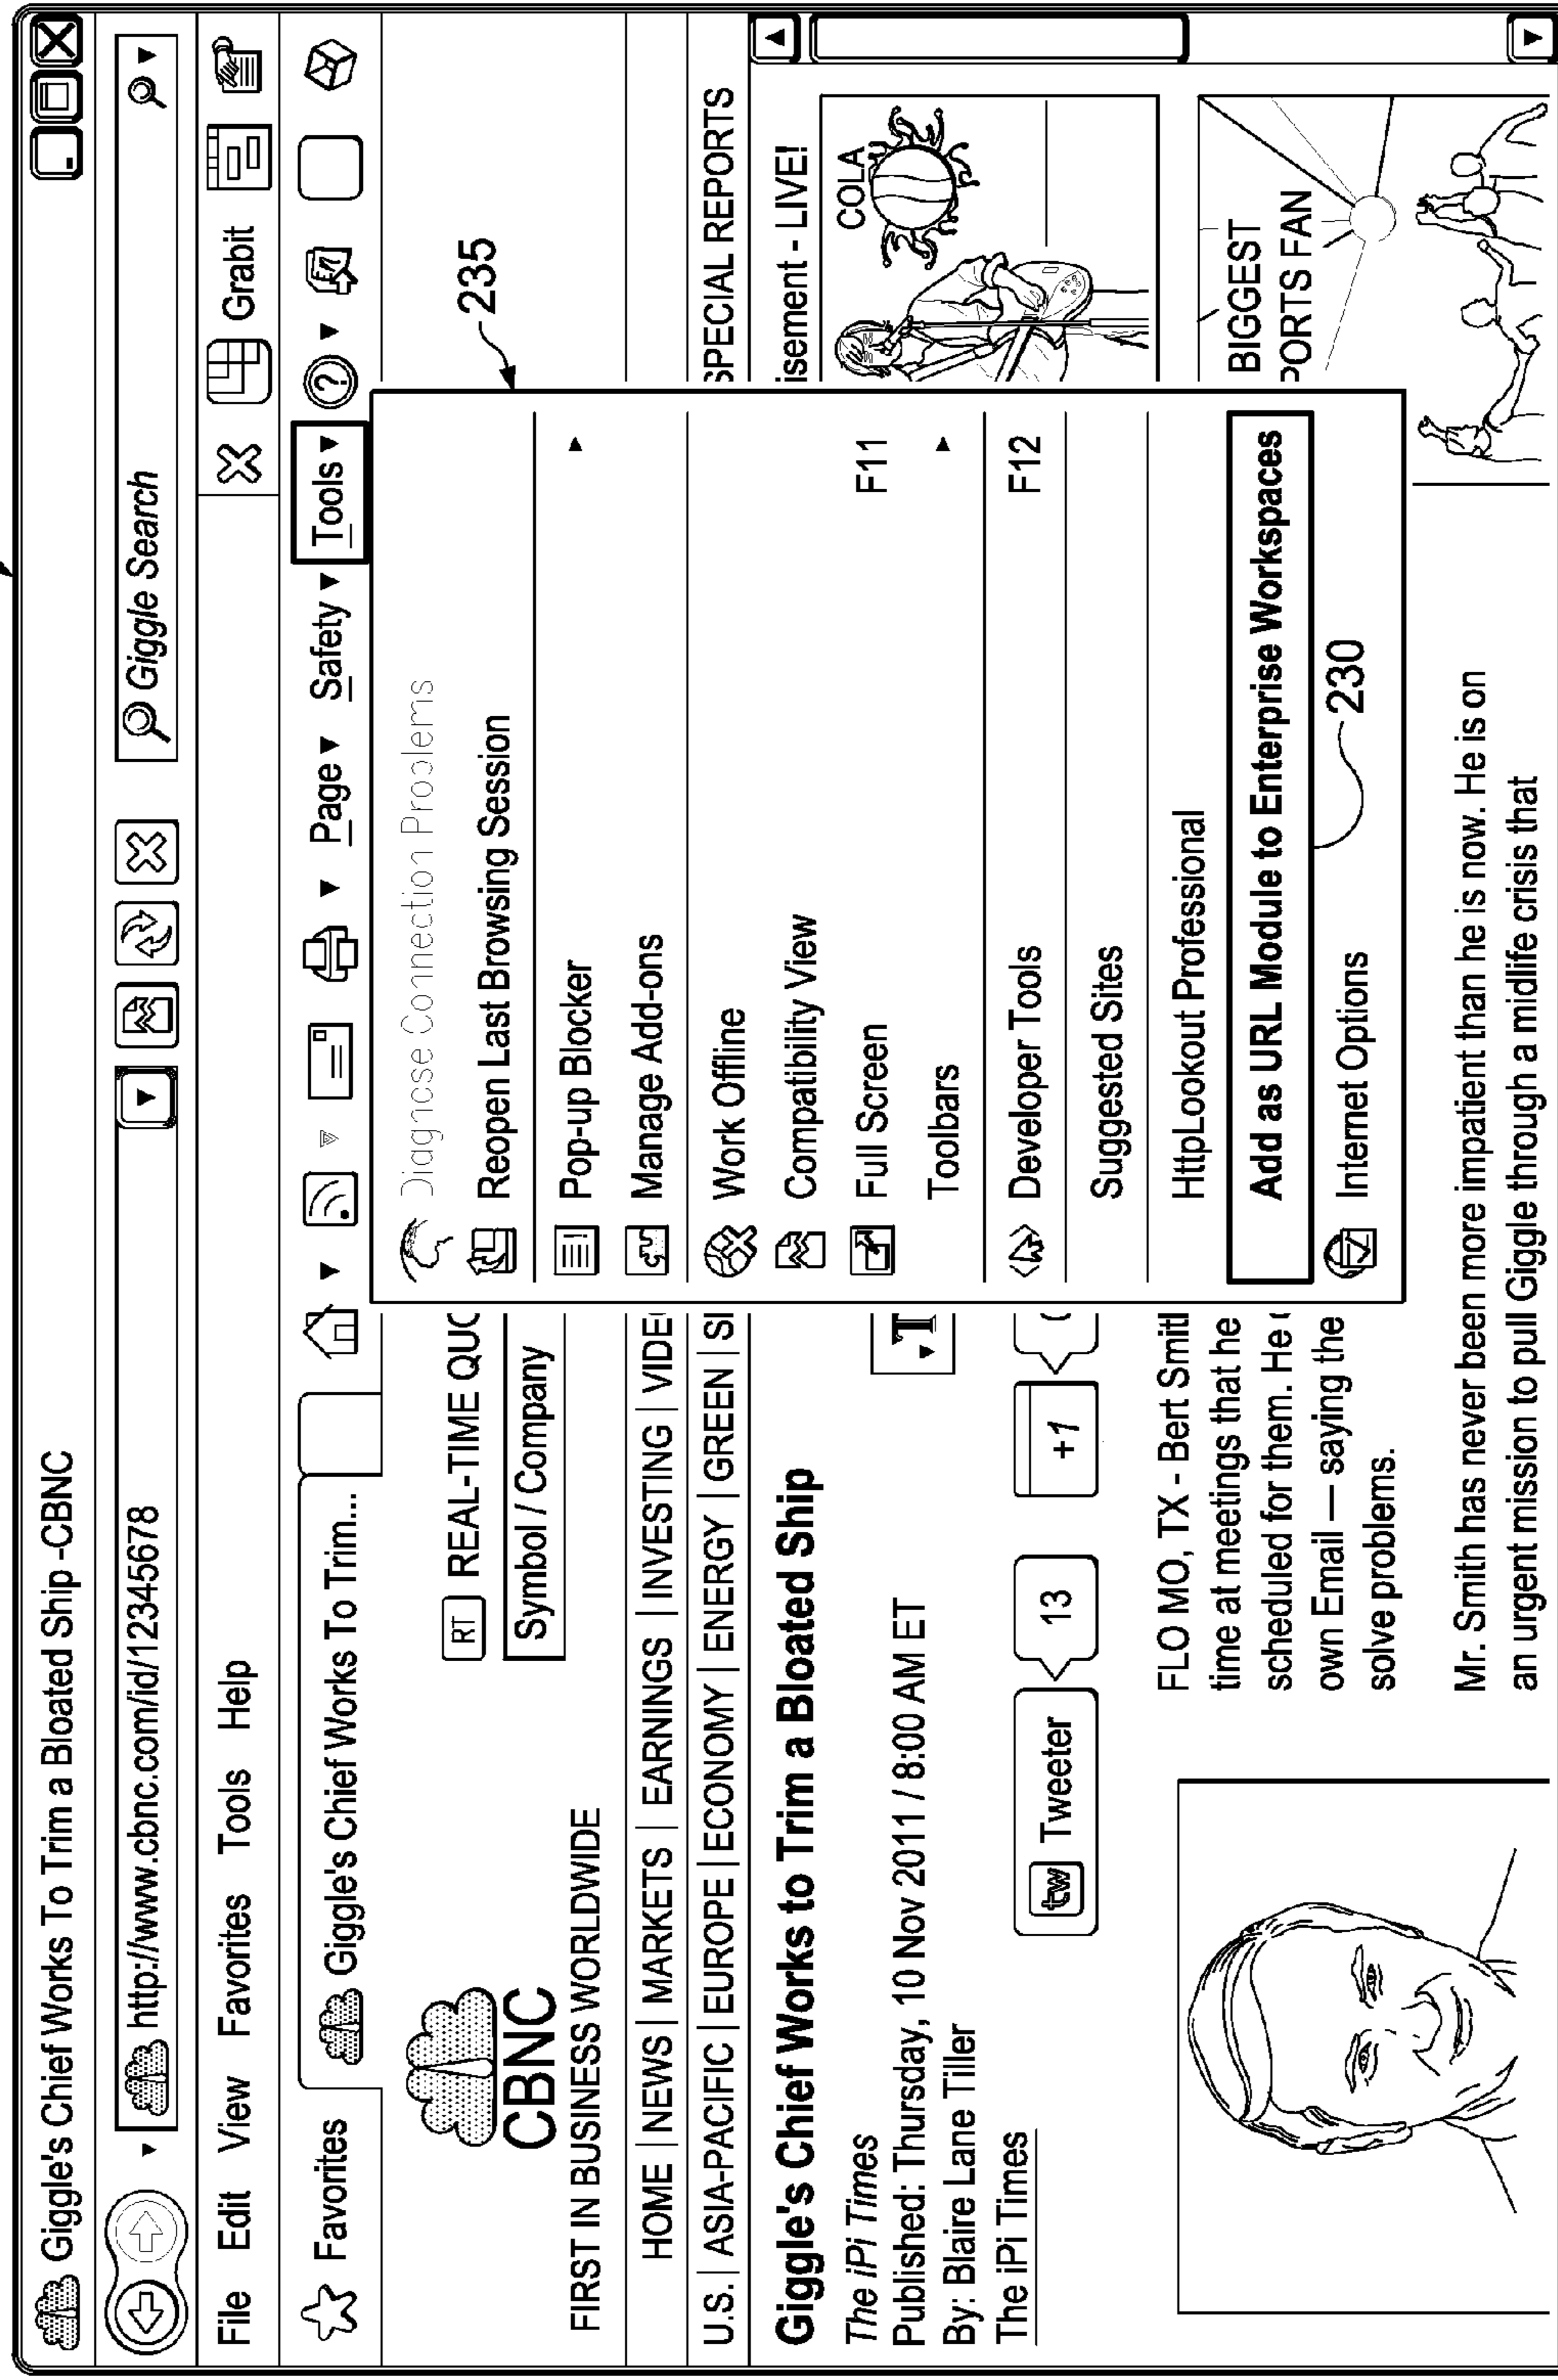 Giggle's Chief Works To Trim a Bloated Ship -CBNC
http://www.cbnc.com/id/12345678
Giggle Search
File Edit View Favorites Tools Help
Grabit
Favorites
Giggle's Chief Works To Trim...
Page Safety Tools
CBNC
FIRST IN BUSINESS WORLDWIDE
RT REAL-TIME QUO
Symbol / Company
HOME | NEWS | MARKETS | EARNINGS | INVESTING | VIDE
U.S. | ASIA-PACIFIC | EUROPE | ECONOMY | ENERGY | GREEN | SI
SPECIAL REPORTS
Giggle's Chief Works to Trim a Bloated Ship
The iPi Times
Published: Thursday, 10 Nov 2011 / 8:00 AM ET
By: Blaire Lane Tiller
The iPi Times
T
tw Tweeter
13
+1
FLO MO, TX - Bert Smitl
time at meetings that he
scheduled for them. He
own Email — saying the
solve problems.
Mr. Smith has never been more impatient than he is now. He is on
an urgent mission to pull Giggle through a midlife crisis that
235
Diagnose Connection Problems
Reopen Last Browsing Session
Pop-up Blocker
Manage Add-ons
Work Offline
Compatibility View
Full Screen F11
Toolbars
Developer Tools F12
Suggested Sites
HttpLookout Professional
Add as URL Module to Enterprise Workspaces
Internet Options
230
isement - LIVE!
COLA
BIGGEST
PORTS FAN